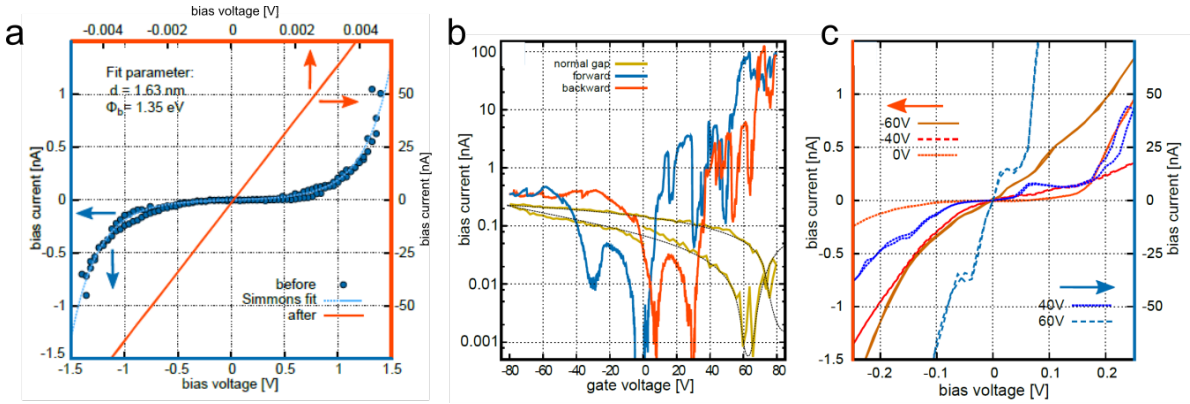 a
bias voltage [V]
-0.004 -0.002 0 0.002 0.004
Fit parameter:
d = 1.63 nm
Φb= 1.35 eV
1
0.5
0
-0.5
-1
-1.5
bias current [nA]
50
25
0
-25
-50
bias current [nA]
before
Simmons fit
after
-1.5 -1 -0.5 0 0.5 1 1.5
bias voltage [V]
b
100
10
1
0.1
0.01
0.001
bias current [nA]
normal gap
forward
backward
-80 -60 -40 -20 0 20 40 60 80
gate voltage [V]
c
1
0.5
0
-0.5
-1
-1.5
bias current [nA]
-60V
-40V
0V
50
25
0
-25
-50
bias current [nA]
40V
60V
-0.2 -0.1 0 0.1 0.2
bias voltage [V]